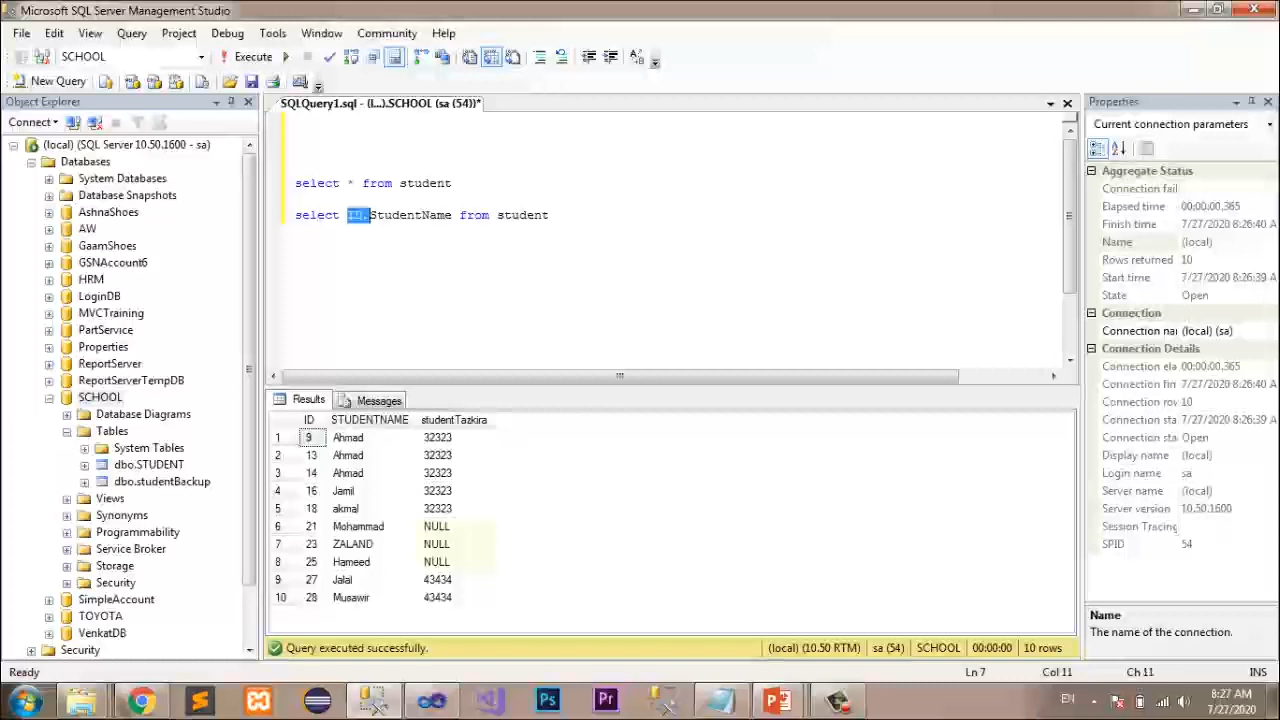 Microsoft SQL Server Management Studio
File Edit View Query Project Debug Tools Window Community Help
SCHOOL Execute
New Query
Object Explorer
Connect
(local) (SQL Server 10.50.1600 - sa)
Databases
System Databases
Database Snapshots
AshnaShoes
AW
GaamShoes
GSNAccount6
HRM
LoginDB
MVCTraining
PartService
Properties
ReportServer
ReportServerTempDB
SCHOOL
Database Diagrams
Tables
System Tables
dbo.STUDENT
dbo.studentBackup
Views
Synonyms
Programmability
Service Broker
Storage
Security
SimpleAccount
TOYOTA
VenkatDB
Security
SQLQuery1.sql - (l...).SCHOOL (sa (54))*
select * from student
select ID,StudentName from student
Results Messages
ID STUDENTNAME studentTazkira
1 9 Ahmad 32323
2 13 Ahmad 32323
3 14 Ahmad 32323
4 16 Jamil 32323
5 18 akmal 32323
6 21 Mohammad NULL
7 23 ZALAND NULL
8 25 Hameed NULL
9 27 Jalal 43434
10 28 Musawir 43434
Query executed successfully. (local) (10.50 RTM) sa (54) SCHOOL 00:00:00 10 rows
Properties
Current connection parameters
Aggregate Status
Connection fail
Elapsed time 00:00:00.365
Finish time 7/27/2020 8:26:40 A
Name (local)
Rows returned 10
Start time 7/27/2020 8:26:39 A
State Open
Connection
Connection nai (local) (sa)
Connection Details
Connection ela 00:00:00.365
Connection fin 7/27/2020 8:26:40 A
Connection rov 10
Connection sta 7/27/2020 8:26:39 A
Connection sta Open
Display name (local)
Login name sa
Server name (local)
Server version 10.50.1600
Session Tracing
SPID 54
Name
The name of the connection.
Ready Ln 7 Col 11 Ch 11 INS
Ps Pr EN 8:27 AM
7/27/2020